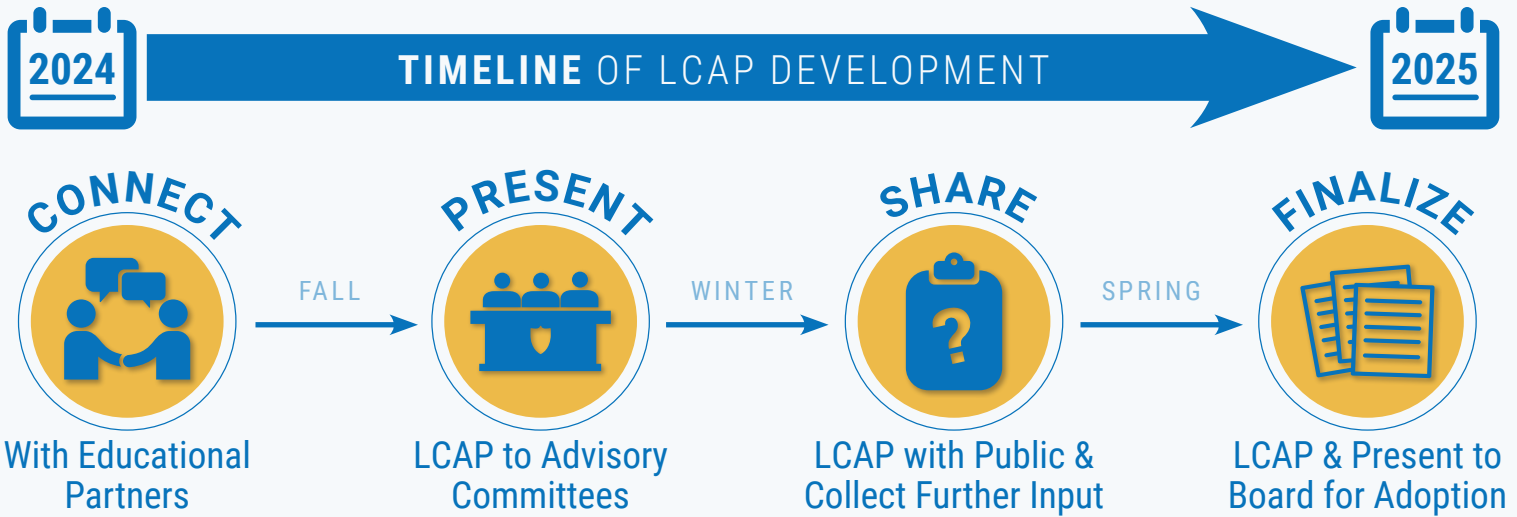 2024
TIMELINE OF LCAP DEVELOPMENT
2025
CONNECT
With Educational
Partners
FALL
PRESENT
LCAP to Advisory
Committees
WINTER
SHARE
?
LCAP with Public &
Collect Further Input
SPRING
FINALIZE
LCAP & Present to
Board for Adoption